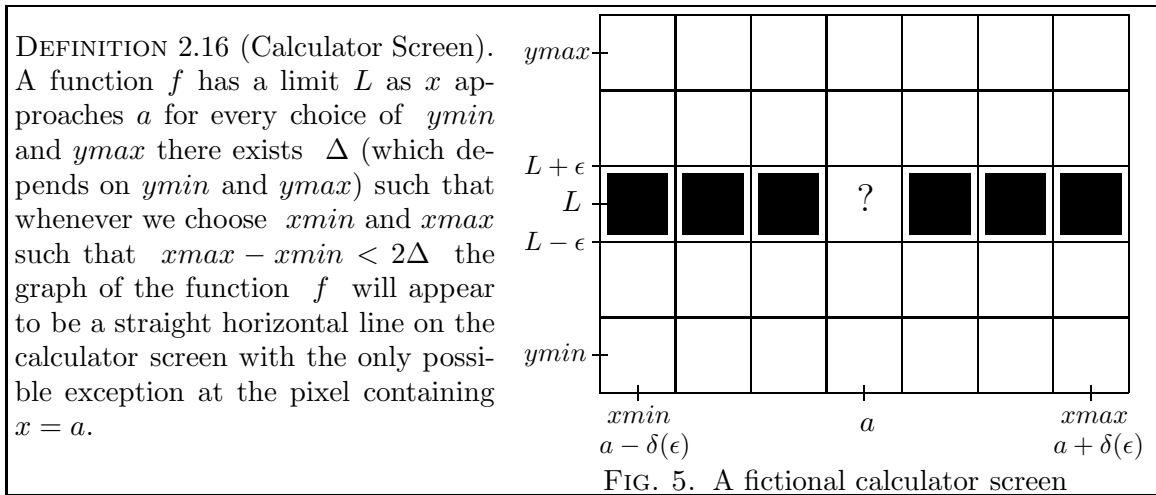 DEFINITION 2.16 (Calculator Screen).
A function f has a limit L as x ap-
proaches a for every choice of ymin
and ymax there exists Δ (which de-
pends on ymin and ymax) such that
whenever we choose xmin and xmax
such that xmax − xmin < 2Δ the
graph of the function f will appear
to be a straight horizontal line on the
calculator screen with the only possi-
ble exception at the pixel containing
x = a.
ymax
L + ϵ
L
?
L − ϵ
ymin
xmin a xmax
a − δ(ϵ) a + δ(ϵ)
FIG. 5. A fictional calculator screen